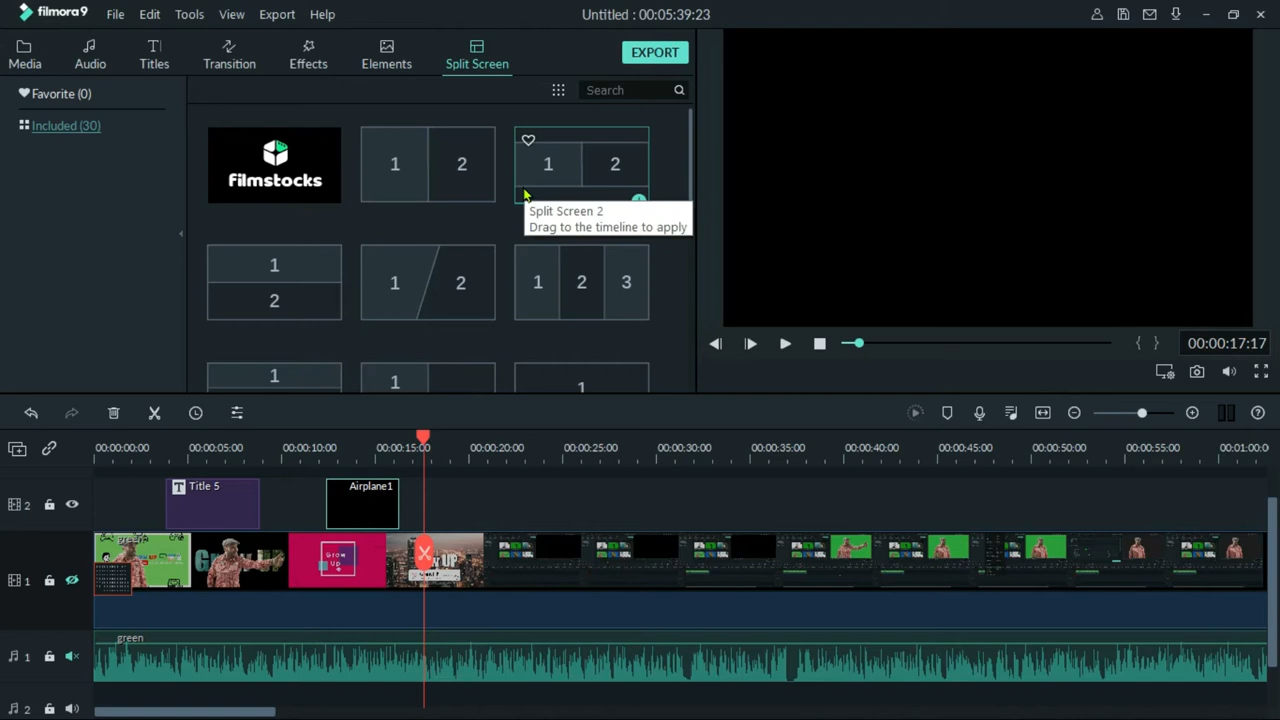 filmora9 File Edit Tools View Export Help Untitled : 00:05:39:23
Media Audio Titles Transition Effects Elements Split Screen EXPORT
Favorite (0)
Search
Included (30)
filmstocks
1 2
1 2
Split Screen 2
Drag to the timeline to apply
1
2
1 2
1 2 3
1
1
1
{ } 00:00:17:17
00:00:00:00 00:00:05:00 00:00:10:00 00:00:15:00 00:00:20:00 00:00:25:00 00:00:30:00 00:00:35:00 00:00:40:00 00:00:45:00 00:00:50:00 00:00:55:00 00:01:00:0
2
T Title 5
Airplane1
1
green
Grow Up
1
green
2